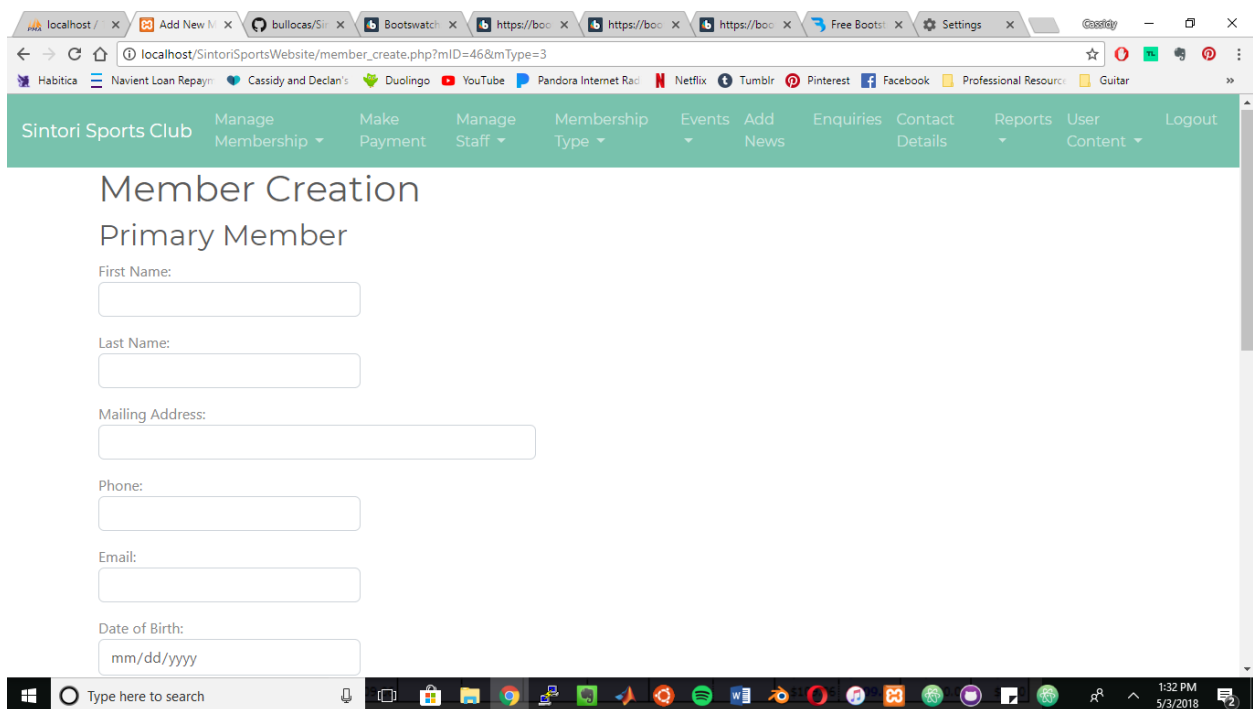 localhost /
Add New M
bullocas/Sir
Bootswatch
https://boo
https://boo
https://boo
Free Bootst
Settings
Cassidy
localhost/SintoriSportsWebsite/member_create.php?mID=46&mType=3
Habitica
Navient Loan Repaym
Cassidy and Declan's
Duolingo
YouTube
Pandora Internet Rad
Netflix
Tumblr
Pinterest
Facebook
Professional Resource
Guitar
»
Sintori Sports Club
Manage
Membership
Make
Payment
Manage
Staff
Membership
Type
Events
Add
News
Enquiries
Contact
Details
Reports
User
Content
Logout
Member Creation
Primary Member
First Name:
Last Name:
Mailing Address:
Phone:
Email:
Date of Birth:
mm/dd/yyyy
Type here to search
1:32 PM
5/3/2018
2